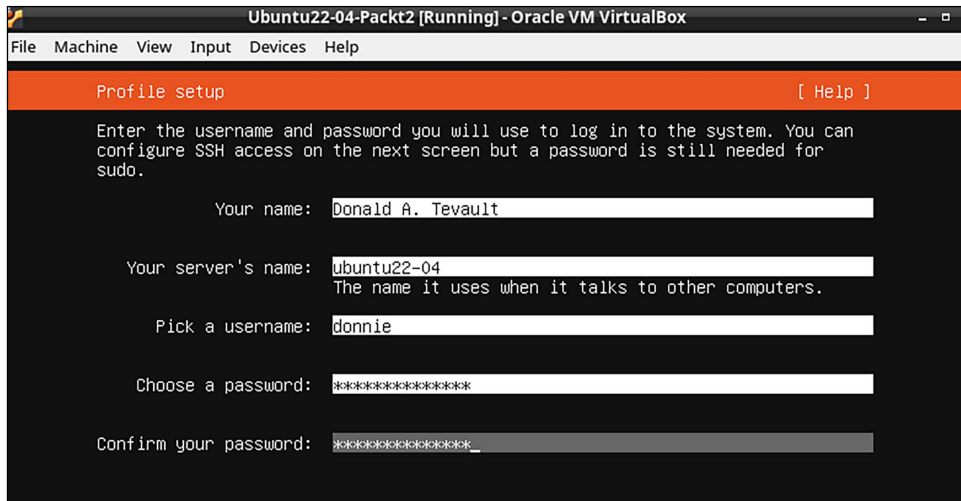 Ubuntu22-04-Packt2 [Running] - Oracle VM VirtualBox
File Machine View Input Devices Help
Profile setup [ Help ]
Enter the username and password you will use to log in to the system. You can
configure SSH access on the next screen but a password is still needed for
sudo.
Your name: Donald A. Tevault
Your server's name: ubuntu22-04
The name it uses when it talks to other computers.
Pick a username: donnie
Choose a password: **************
Confirm your password: **************_